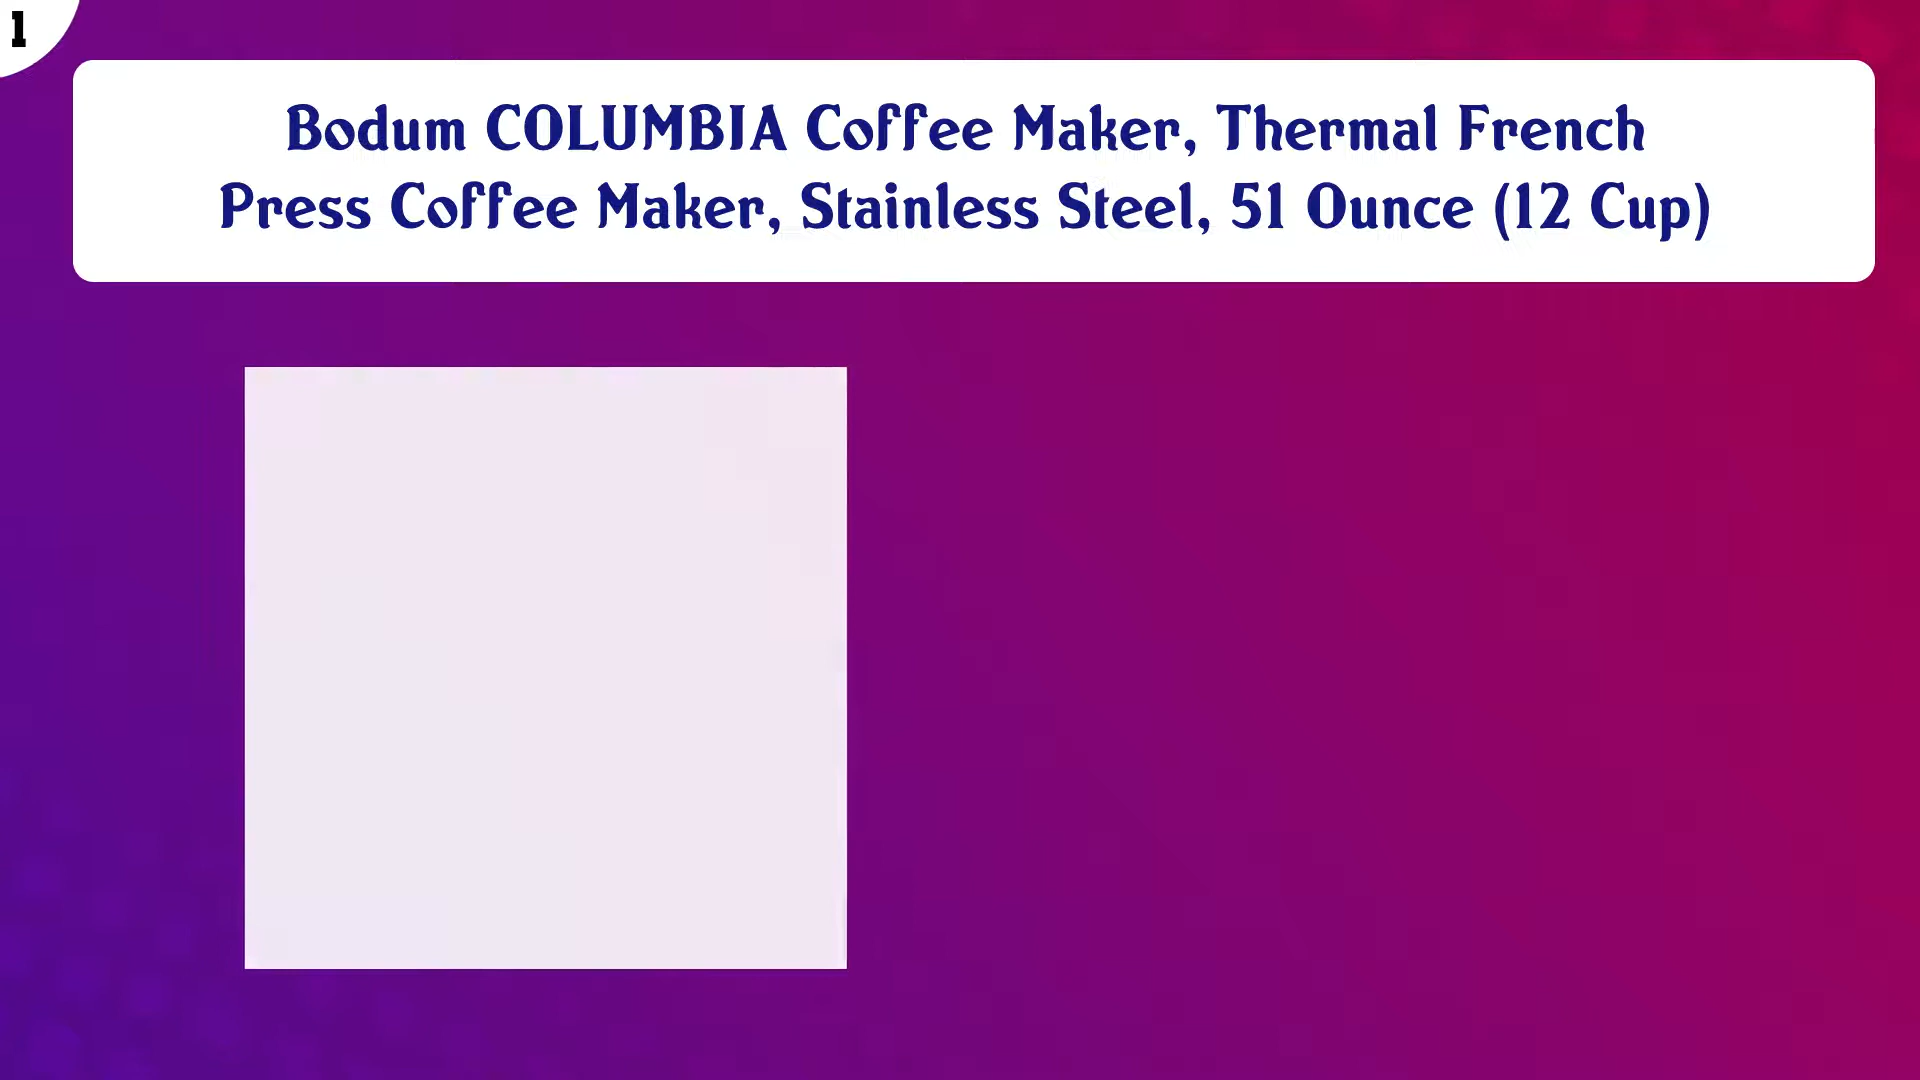 1
Bodum COLUMBIA Coffee Maker, Thermal French
Press Coffee Maker, Stainless Steel, 51 Ounce (12 Cup)